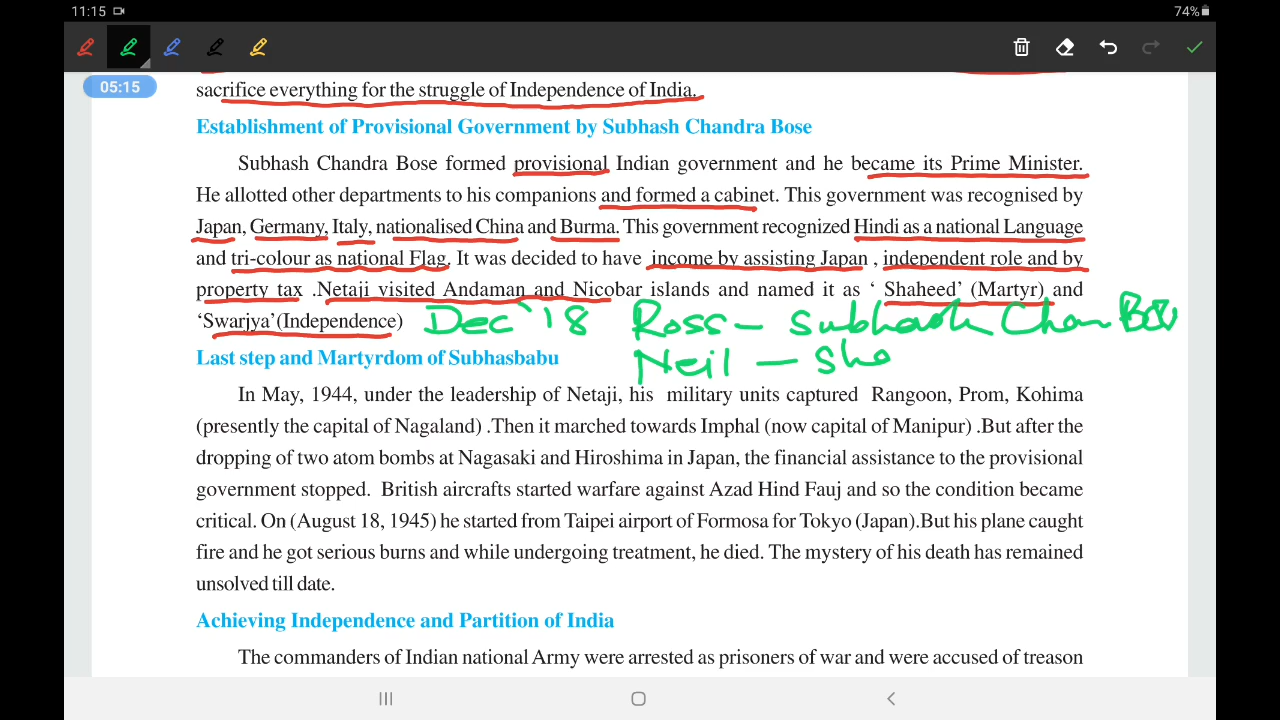 11:15
74%
05:15
sacrifice everything for the struggle of Independence of India.
Establishment of Provisional Government by Subhash Chandra Bose
Subhash Chandra Bose formed provisional Indian government and he became its Prime Minister.
He allotted other departments to his companions and formed a cabinet. This government was recognised by
Japan, Germany, Italy, nationalised China and Burma. This government recognized Hindi as a national Language
and tri-colour as national Flag. It was decided to have income by assisting Japan , independent role and by
property tax .Netaji visited Andaman and Nicobar islands and named it as ‘ Shaheed’ (Martyr) and
‘Swarjya’(Independence) Dec '18 Ross - Subhash Chan Bose
Neil - Sha
Last step and Martyrdom of Subhasbabu
In May, 1944, under the leadership of Netaji, his military units captured Rangoon, Prom, Kohima
(presently the capital of Nagaland) .Then it marched towards Imphal (now capital of Manipur) .But after the
dropping of two atom bombs at Nagasaki and Hiroshima in Japan, the financial assistance to the provisional
government stopped. British aircrafts started warfare against Azad Hind Fauj and so the condition became
critical. On (August 18, 1945) he started from Taipei airport of Formosa for Tokyo (Japan).But his plane caught
fire and he got serious burns and while undergoing treatment, he died. The mystery of his death has remained
unsolved till date.
Achieving Independence and Partition of India
The commanders of Indian national Army were arrested as prisoners of war and were accused of treason